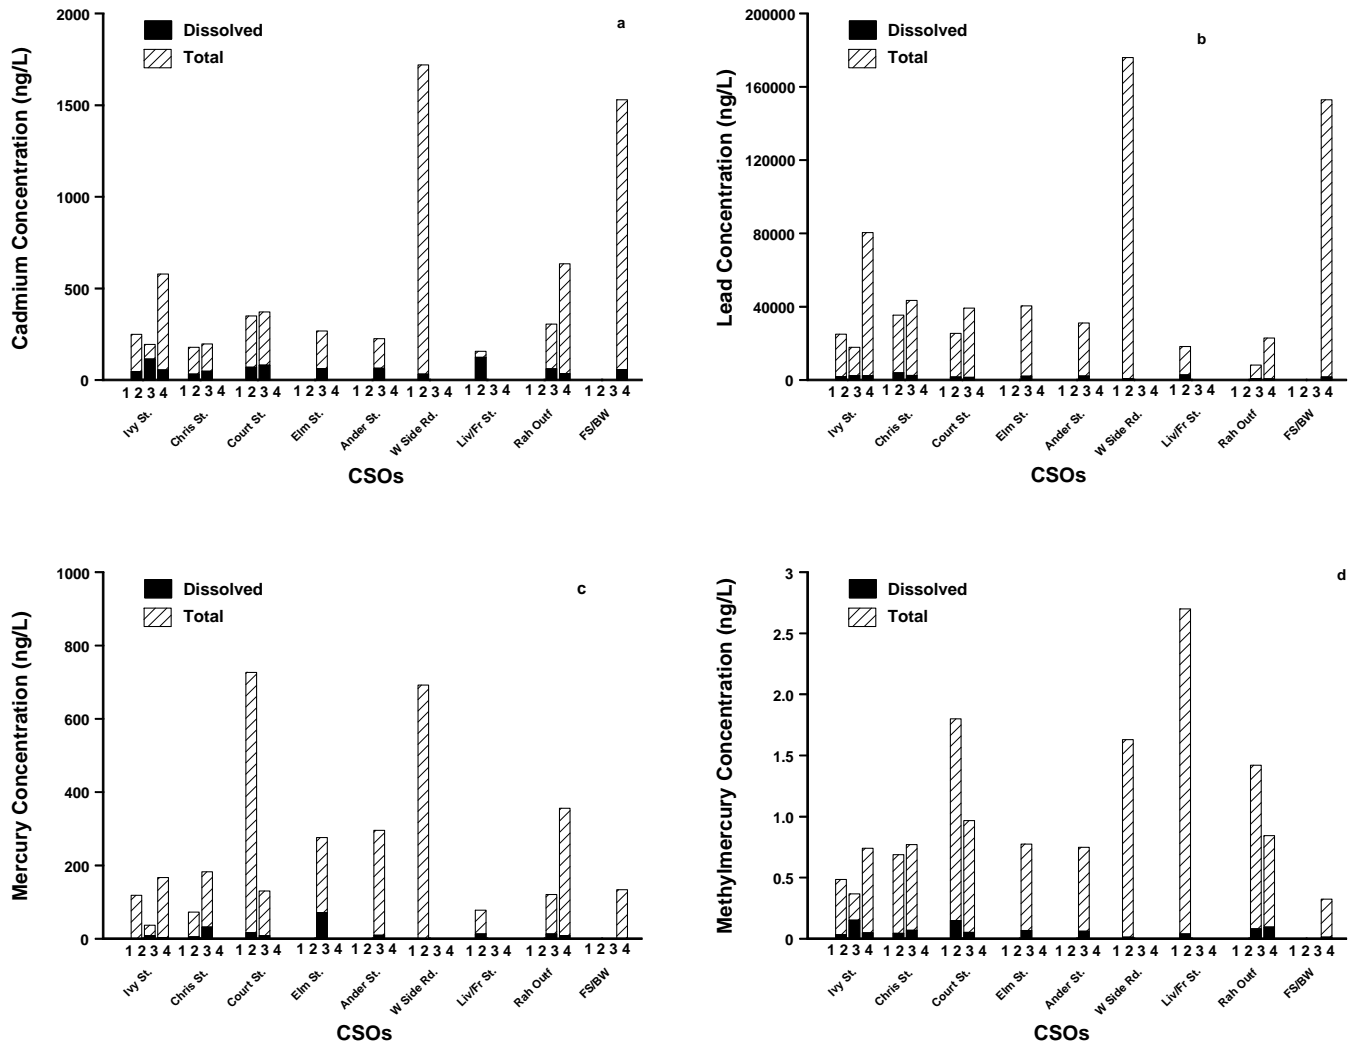 a
Dissolved
Total
Cadmium Concentration (ng/L)
2000
1500
1000
500
0
1 2 3 4 1 2 3 4 1 2 3 4 1 2 3 4 1 2 3 4 1 2 3 4 1 2 3 4 1 2 3 4 1 2 3 4
Ivy St. Chris St. Court St. Elm St. Ander St. W Side Rd. Liv/Fr St. Rah Outf FS/BW
CSOs
b
Dissolved
Total
Lead Concentration (ng/L)
200000
160000
120000
80000
40000
0
1 2 3 4 1 2 3 4 1 2 3 4 1 2 3 4 1 2 3 4 1 2 3 4 1 2 3 4 1 2 3 4 1 2 3 4
Ivy St. Chris St. Court St. Elm St. Ander St. W Side Rd. Liv/Fr St. Rah Outf FS/BW
CSOs
c
Dissolved
Total
Mercury Concentration (ng/L)
1000
800
600
400
200
0
1 2 3 4 1 2 3 4 1 2 3 4 1 2 3 4 1 2 3 4 1 2 3 4 1 2 3 4 1 2 3 4 1 2 3 4
Ivy St. Chris St. Court St. Elm St. Ander St. W Side Rd. Liv/Fr St. Rah Outf FS/BW
CSOs
d
Dissolved
Total
Methylmercury Concentration (ng/L)
3
2.5
2.0
1.5
1.0
0.5
0
1 2 3 4 1 2 3 4 1 2 3 4 1 2 3 4 1 2 3 4 1 2 3 4 1 2 3 4 1 2 3 4 1 2 3 4
Ivy St. Chris St. Court St. Elm St. Ander St. W Side Rd. Liv/Fr St. Rah Outf FS/BW
CSOs